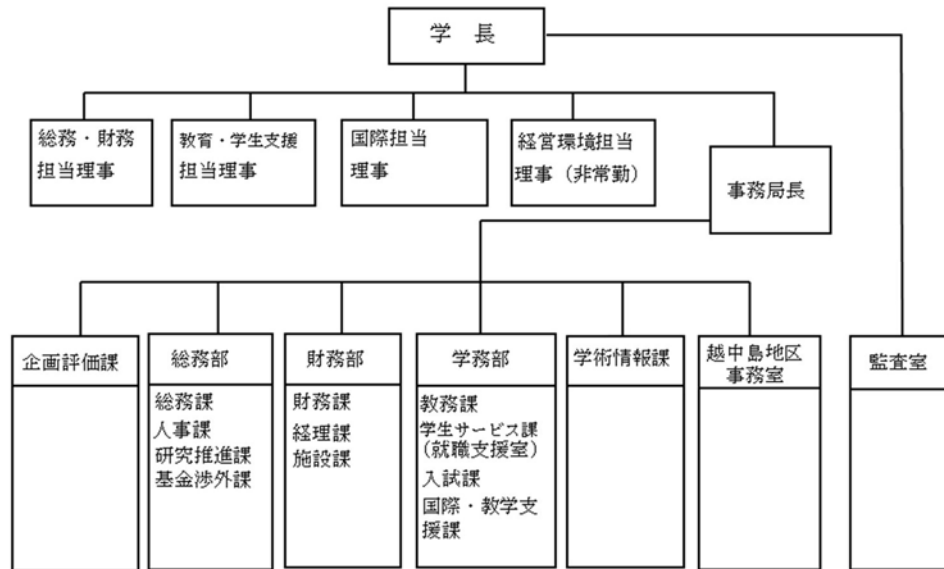 学 長
総務・財務
担当理事
教育・学生支援
担当理事
国際担当
理事
経営環境担当
理事（非常勤）
事務局長
企画評価課
総務部
総務課
人事課
研究推進課
基金渉外課
財務部
財務課
経理課
施設課
学務部
教務課
学生サービス課
（就職支援室）
入試課
国際・教学支
援課
学術情報課
越中島地区
事務室
監査室